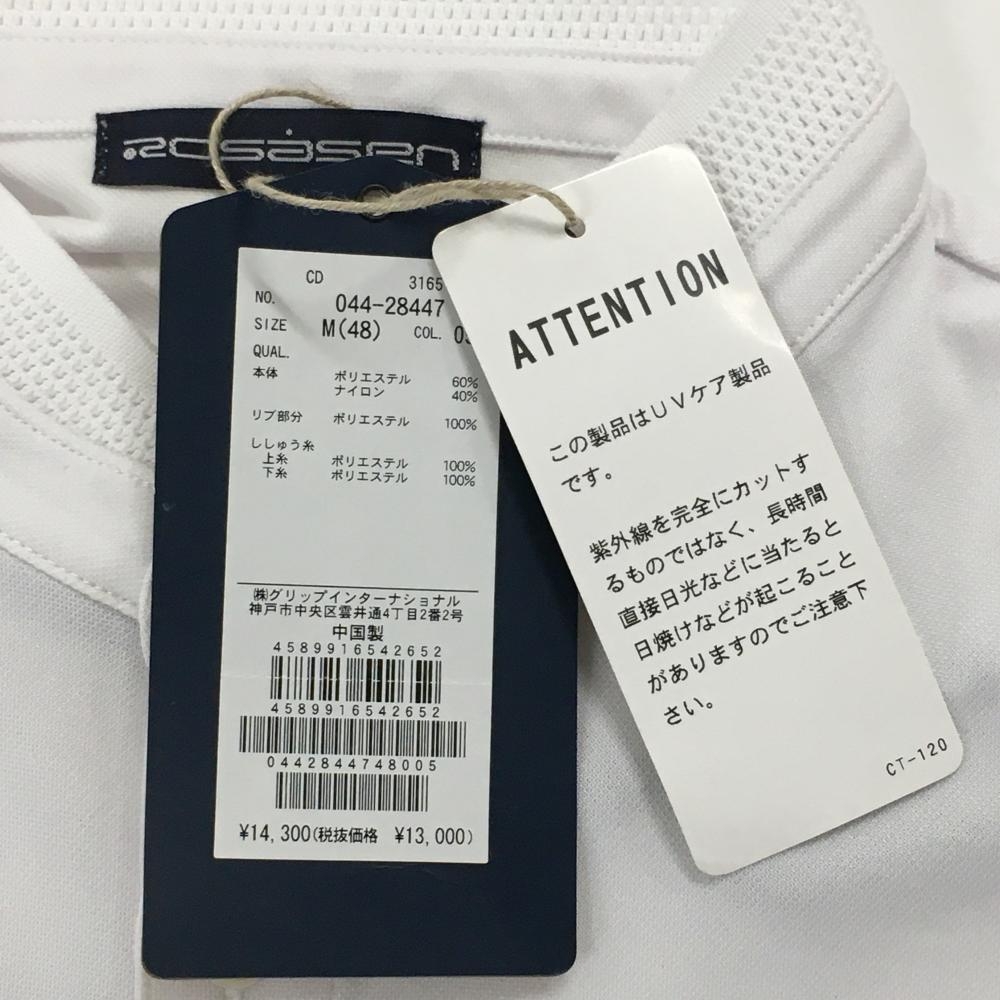 rosasen
CD 3165
NO. 044-28447
SIZE M(48) COL.
QUAL.
本体 ポリエステル 60%
ナイロン 40%
リブ部分 ポリエステル 100%
ししゅう糸
上糸 ポリエステル 100%
下糸 ポリエステル 100%
㈱グリップインターナショナル
神戸市中央区雲井通4丁目2番2号
中国製
4589916542652
4589916542652
0442844748005
¥14,300(税抜価格 ¥13,000)
ATTENTION
この製品はUVケア製品
です。
紫外線を完全にカットす
るものではなく、長時間
直接日光などに当たると
日焼けなどが起こること
がありますのでご注意下
さい。
CT-120